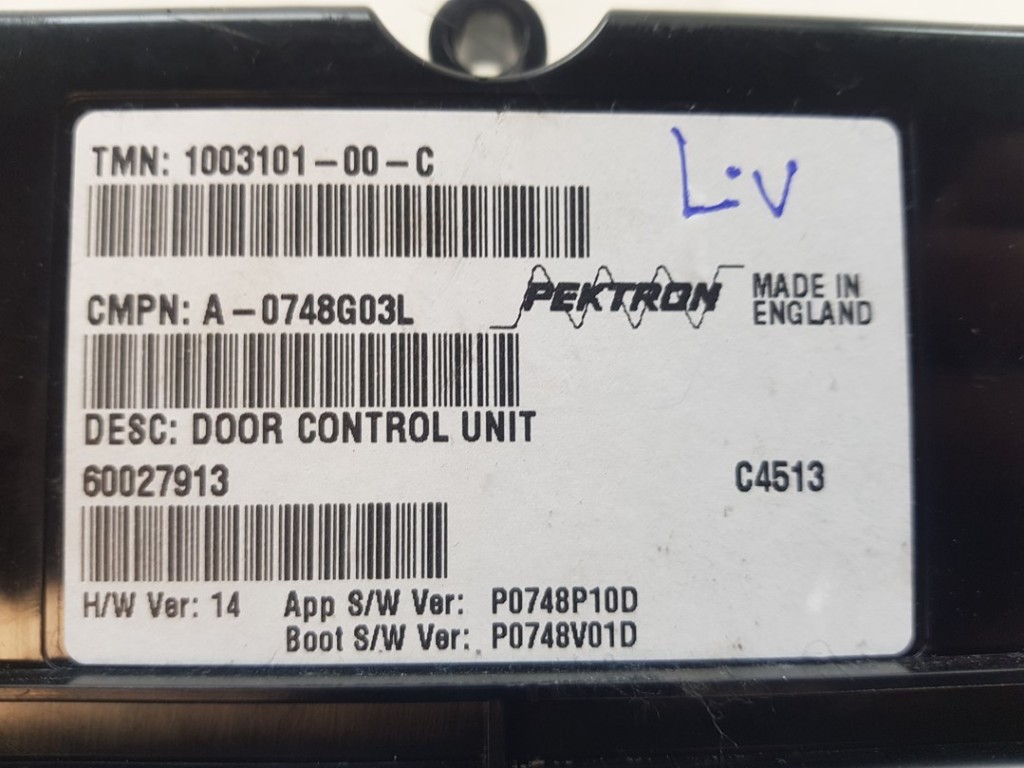 TMN: 1003101-00-C
L:V
CMPN: A-0748G03L
PEKTRON
MADE IN
ENGLAND
DESC: DOOR CONTROL UNIT
60027913
C4513
H/W Ver: 14 App S/W Ver: P0748P10D
Boot S/W Ver: P0748V01D